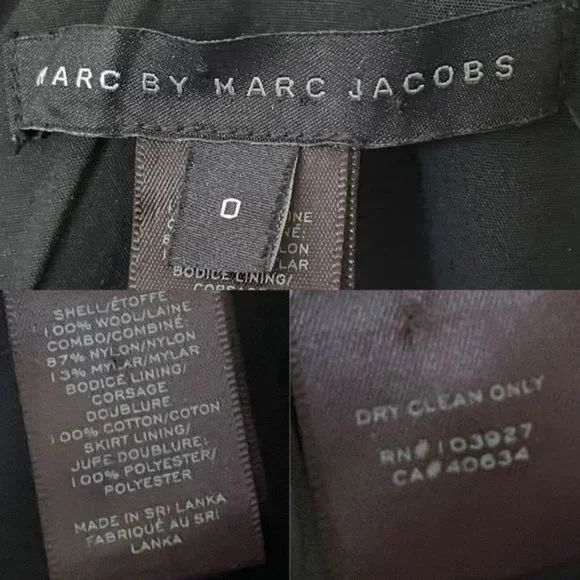 MARC BY MARC JACOBS
0
BODICE LINING/
SHELL/ÉTOFFE
100% WOOL/LAINE
COMBO/COMBINÉ:
87% NYLON/NYLON
13% MYLAR/MYLAR
BODICE LINING/
CORSAGE
DOUBLURE
100% COTTON/COTON
SKIRT LINING/
JUPE DOUBLURE:
100% POLYESTER/
POLYESTER
MADE IN SRI LANKA
FABRIQUÉ AU SRI
LANKA
DRY CLEAN ONLY
RN#103927
CA#40634